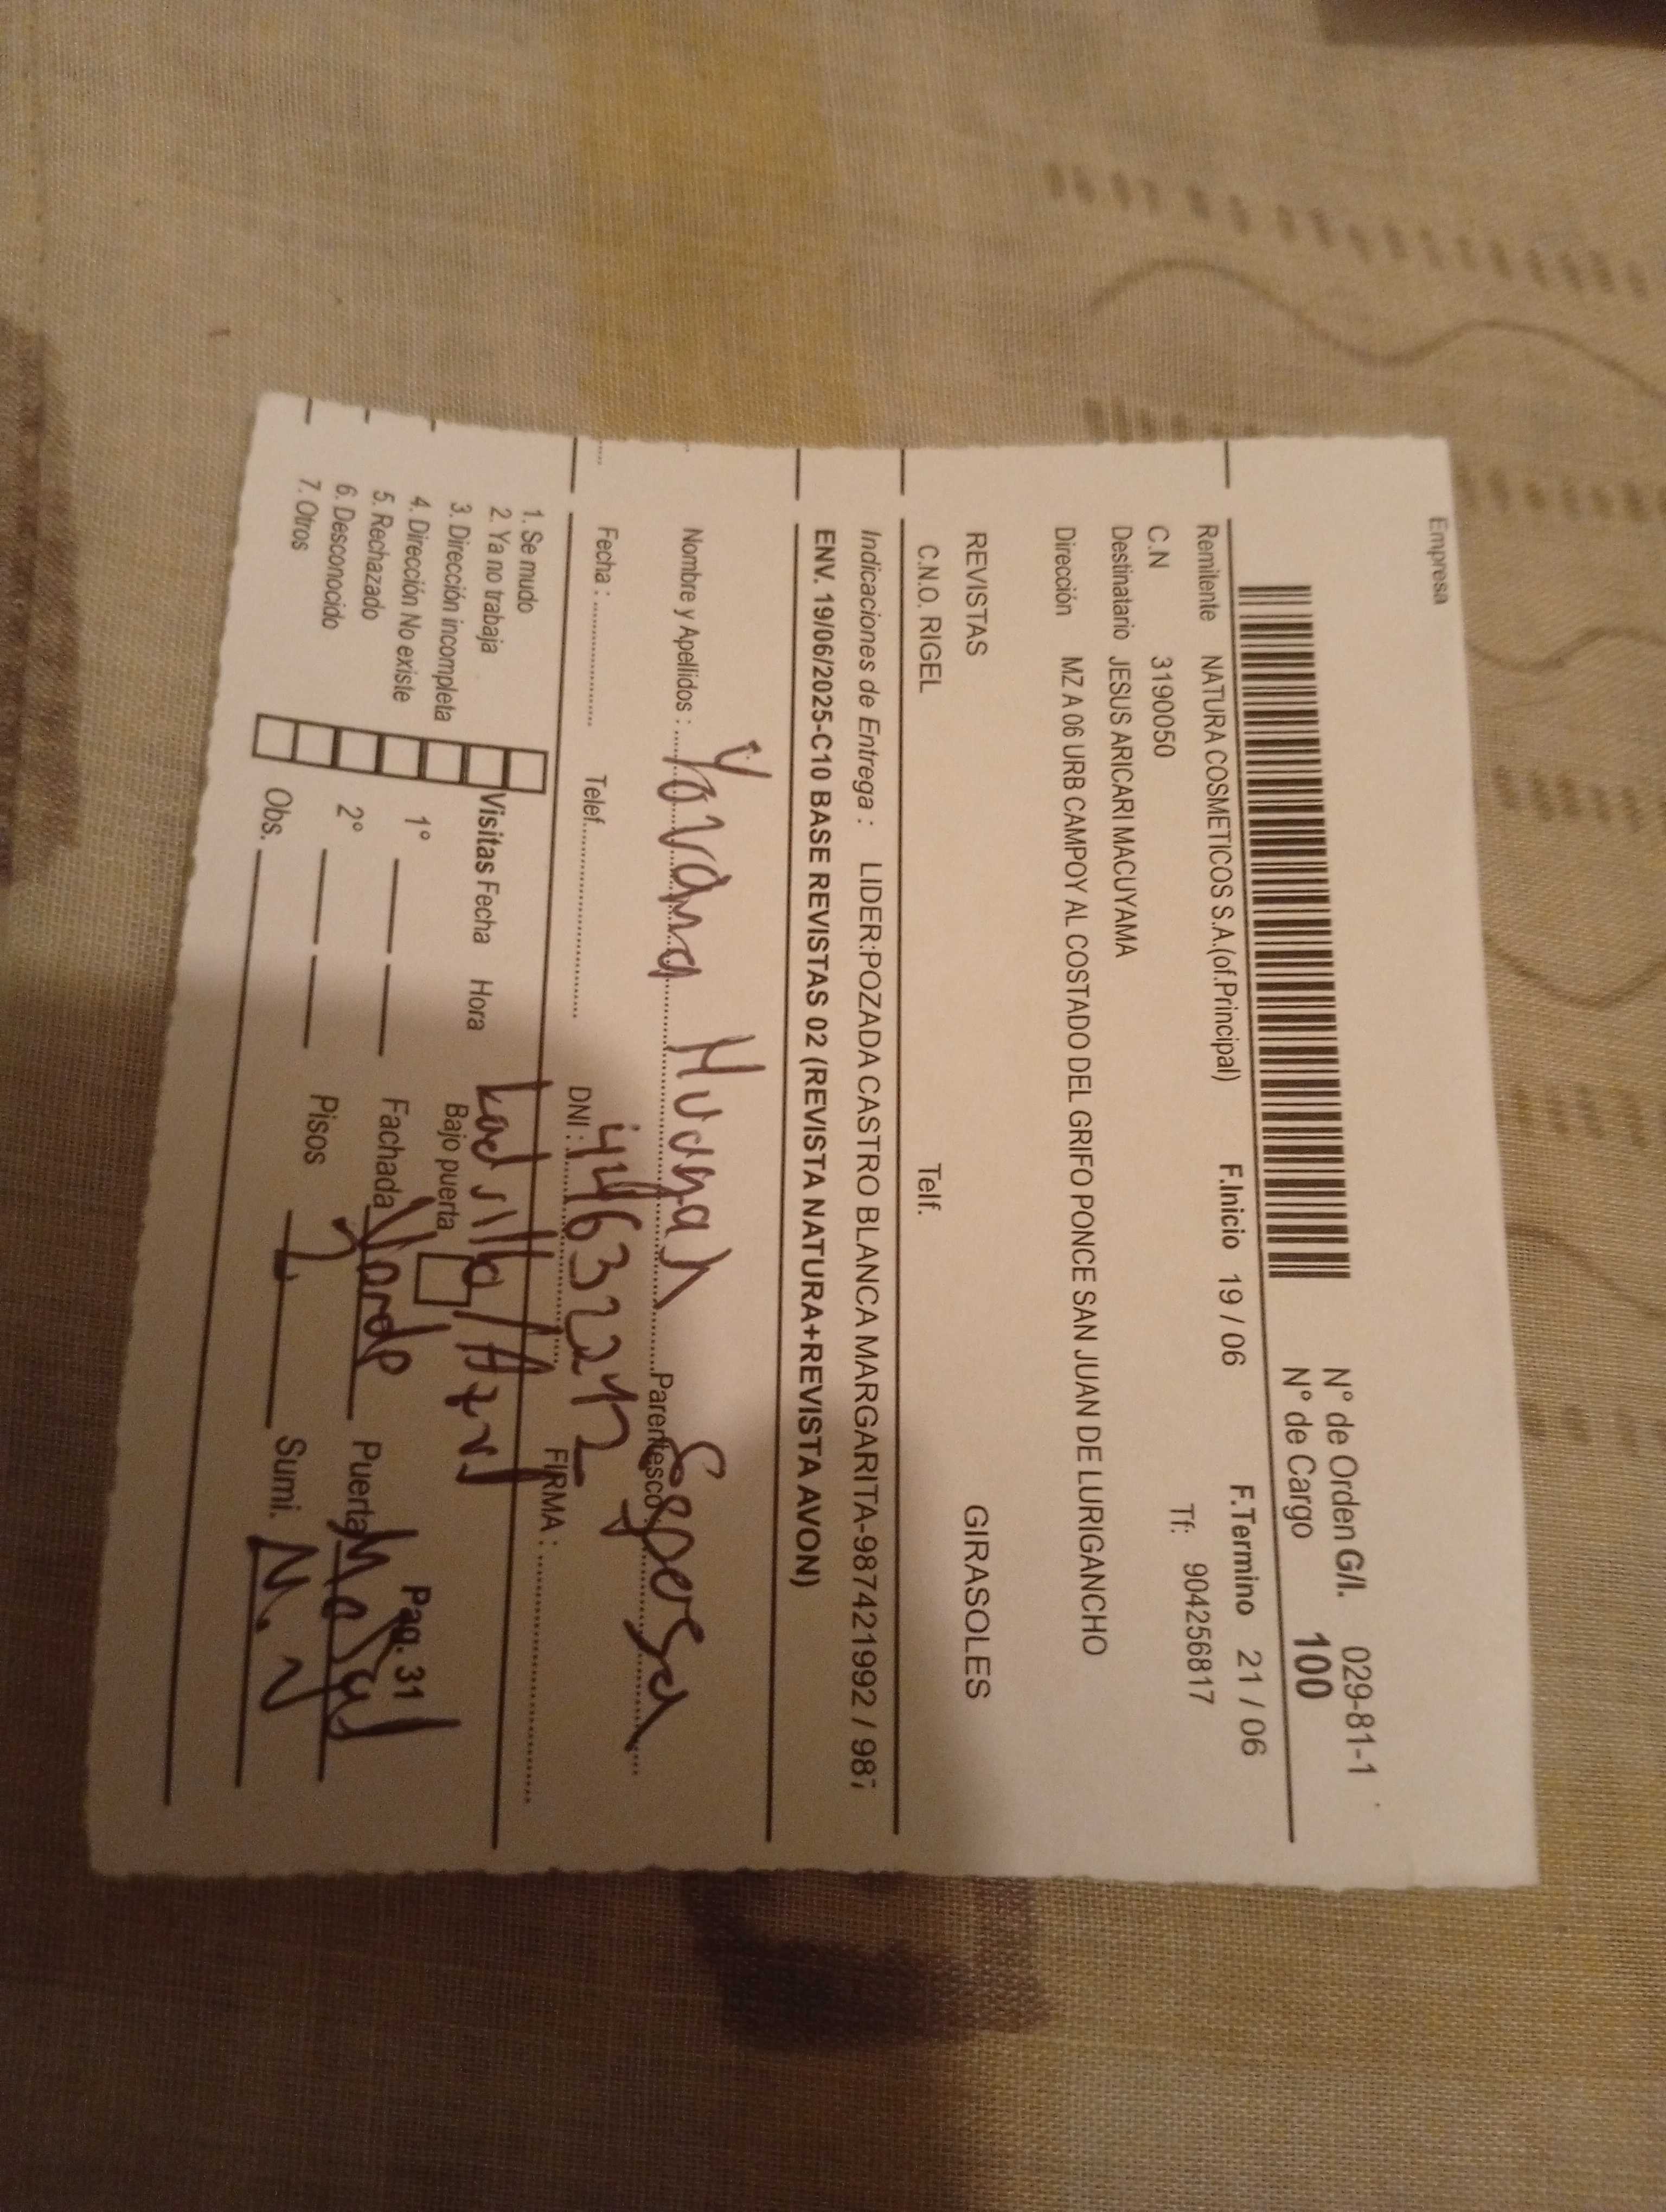 Empresa
N° de Orden G/I. 029-81-1
N° de Cargo 100
Remitente NATURA COSMETICOS S.A.(of.Principal) F.Inicio 19 / 06 F.Termino 21 / 06
C.N 3190050 Tf: 904256817
Destinatario JESUS ARICARI MACUYAMA
Dirección MZ A 06 URB CAMPOY AL COSTADO DEL GRIFO PONCE SAN JUAN DE LURIGANCHO
REVISTAS GIRASOLES
C.N.O. RIGEL Telf.
Indicaciones de Entrega : LIDER:POZADA CASTRO BLANCA MARGARITA-987421992 / 987
ENV. 19/06/2025-C10 BASE REVISTAS 02 (REVISTA NATURA+REVISTA AVON)
Nombre y Apellidos : Yovana Parentesco Esposa
Fecha : Telef. DNI : FIRMA :
1. Se mudo
2. Ya no trabaja
3. Dirección incompleta
4. Dirección No existe
5. Rechazado
6. Desconocido
7. Otros
Visitas Fecha Hora
1°
2°
Obs.
Bajo puerta
Fachada Verde
Pisos 2
Pag. 31
Puerta Metal
Sumi. N.V